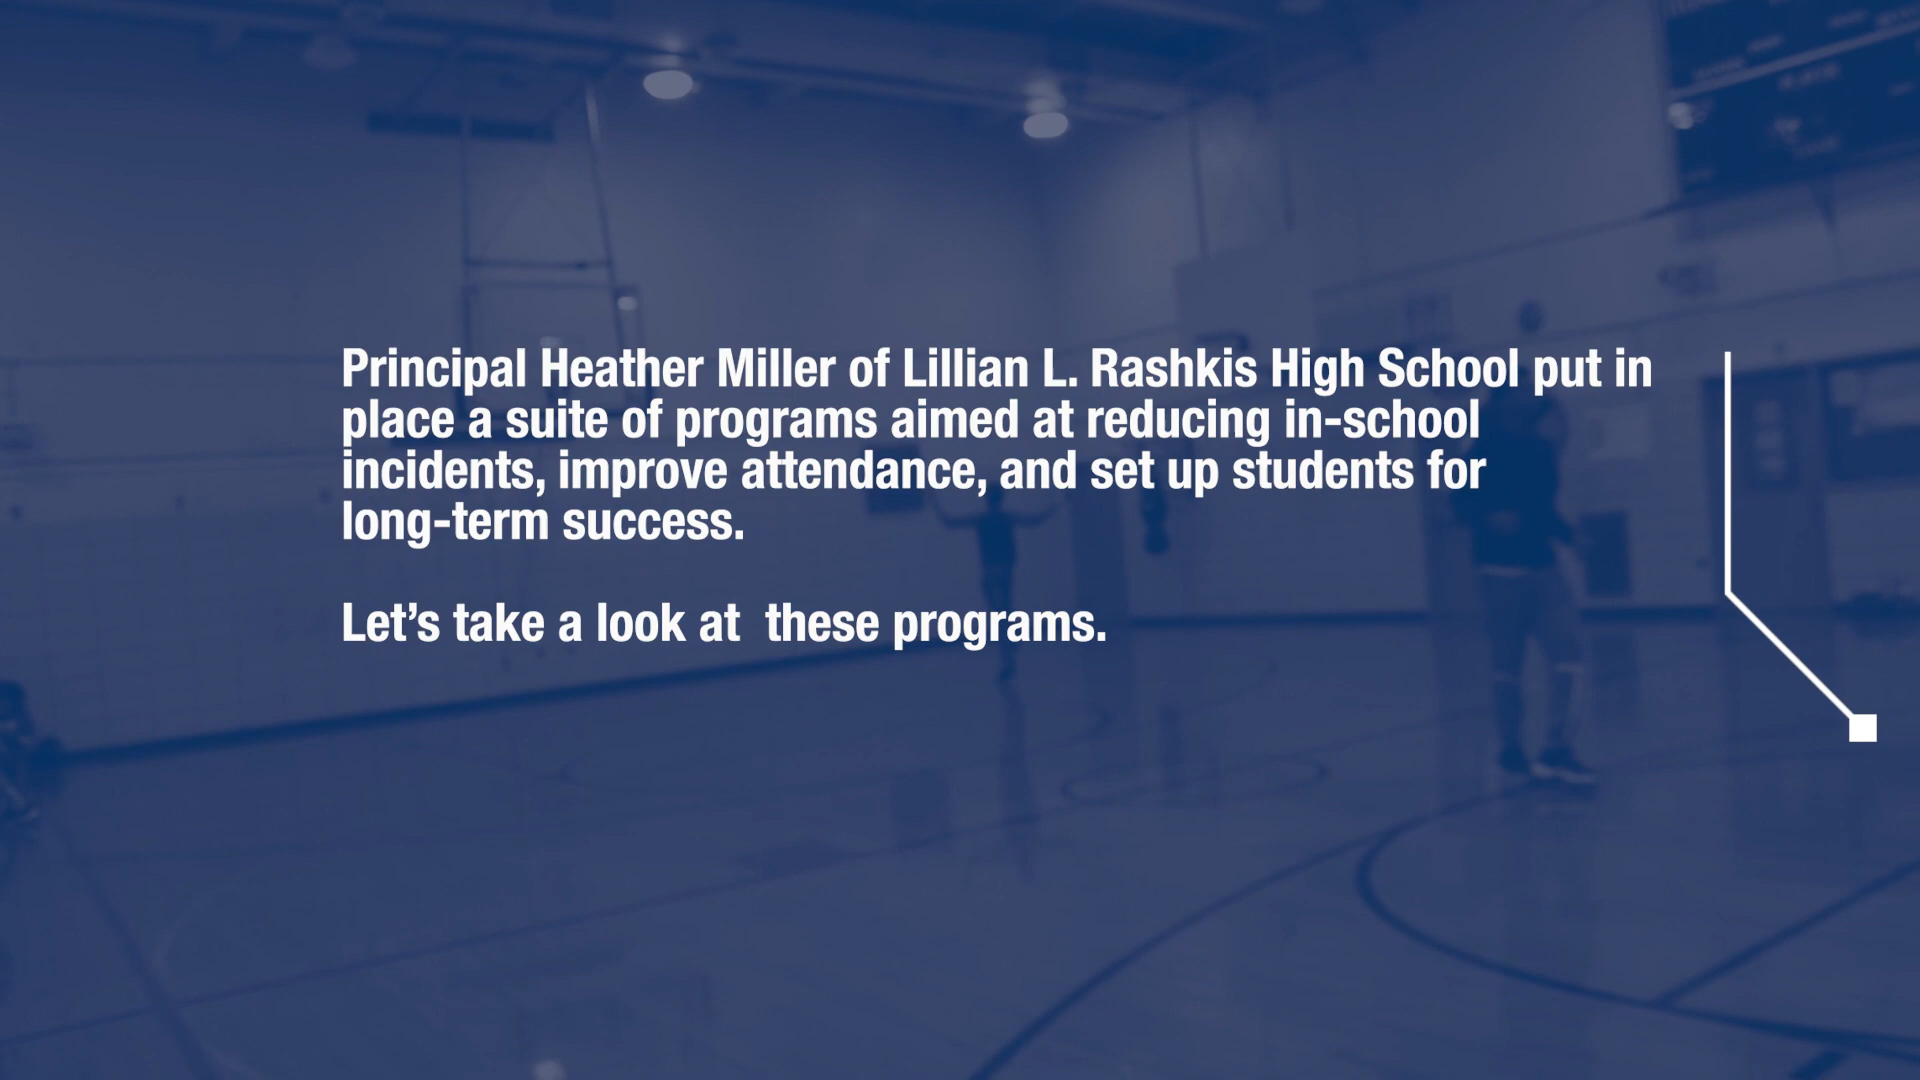 Principal Heather Miller of Lillian L. Rashkis High School put in
place a suite of programs aimed at reducing in-school
incidents, improve attendance, and set up students for
long-term success.
Let’s take a look at  these programs.